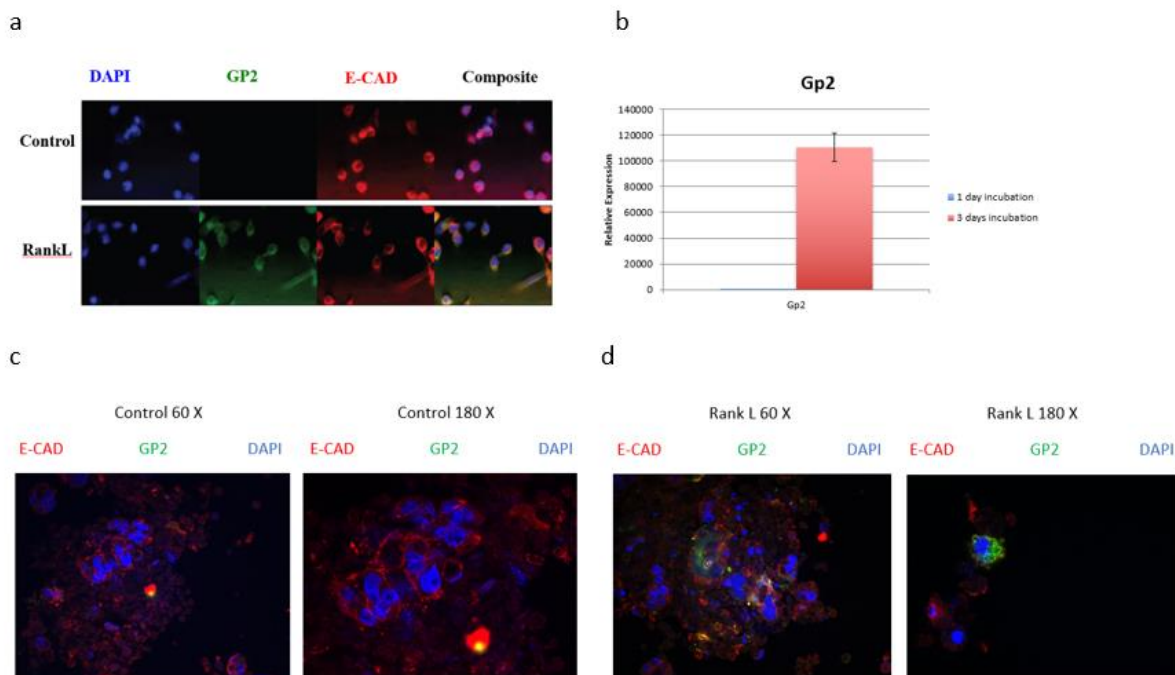 a
DAPI GP2 E-CAD Composite
Control
RankL
b
Gp2
140000
120000
100000
80000
60000
40000
20000
0
Relative Expression
Gp2
1 day incubation
3 days incubation
c
Control 60 X Control 180 X
E-CAD GP2 DAPI E-CAD GP2 DAPI
d
Rank L 60 X Rank L 180 X
E-CAD GP2 DAPI E-CAD GP2 DAPI